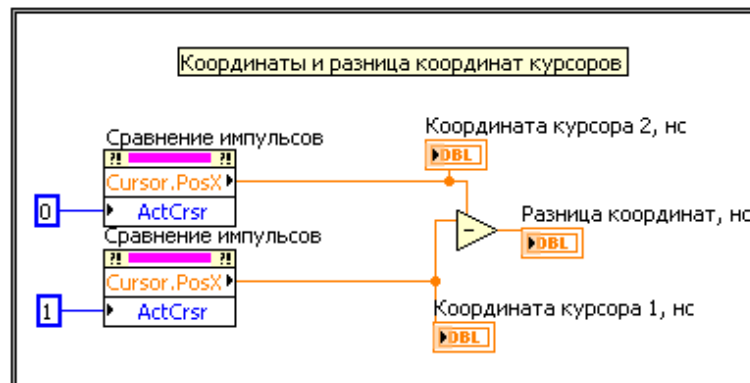 Координаты и разница координат курсоров
Сравнение импульсов
?! ?!
Cursor.PosX
0
ActCrsr
Координата курсора 2, нс
DBL
Разница координат, нс
DBL
-
Сравнение импульсов
?! ?!
Cursor.PosX
1
ActCrsr
Координата курсора 1, нс
DBL